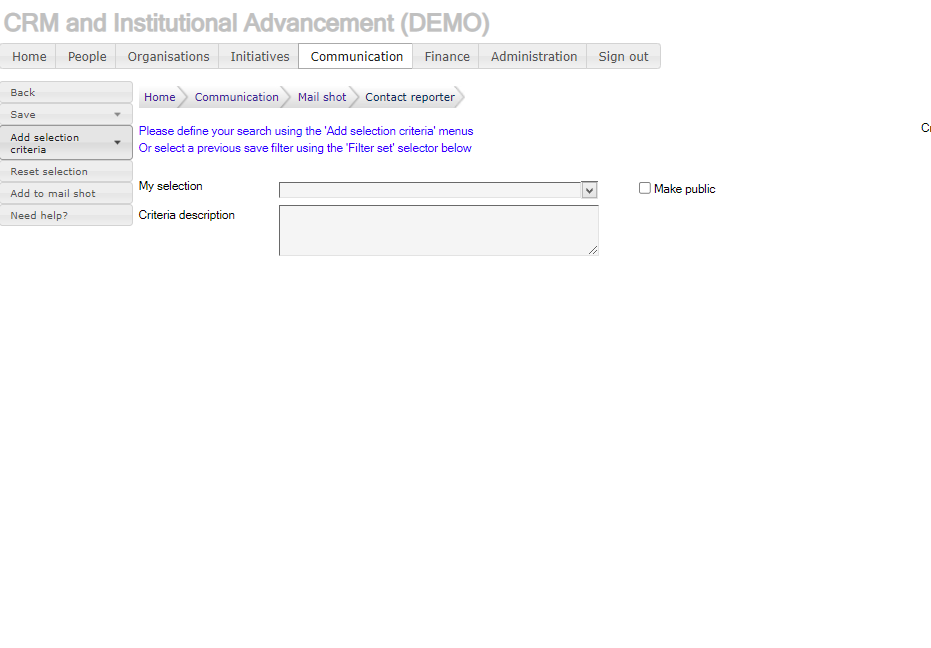 CRM and Institutional Advancement (DEMO)
Home People Organisations Initiatives Communication Finance Administration Sign out
Back
Save
Add selection
criteria
Reset selection
Add to mail shot
Need help?
Home Communication Mail shot Contact reporter
Please define your search using the 'Add selection criteria' menus
Or select a previous save filter using the 'Filter set' selector below
My selection
Make public
Criteria description